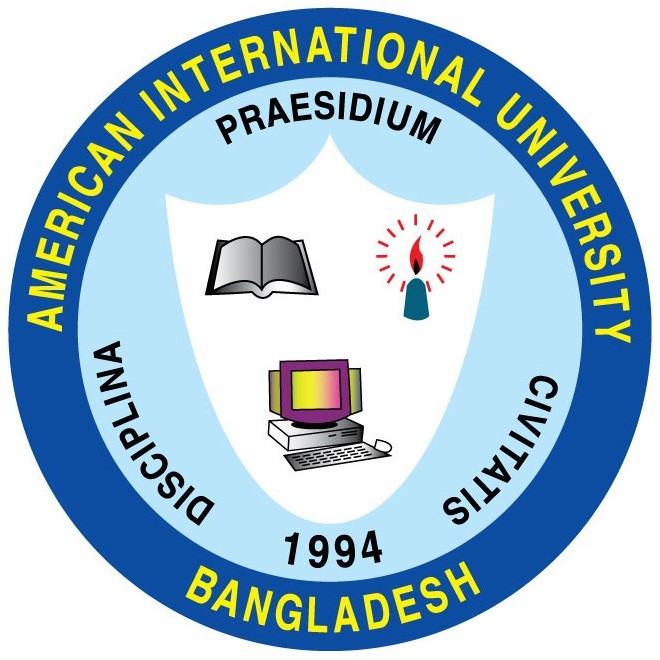 AMERICAN INTERNATIONAL UNIVERSITY
PRAESIDIUM
DISCIPLINA
CIVITATIS
1994
BANGLADESH